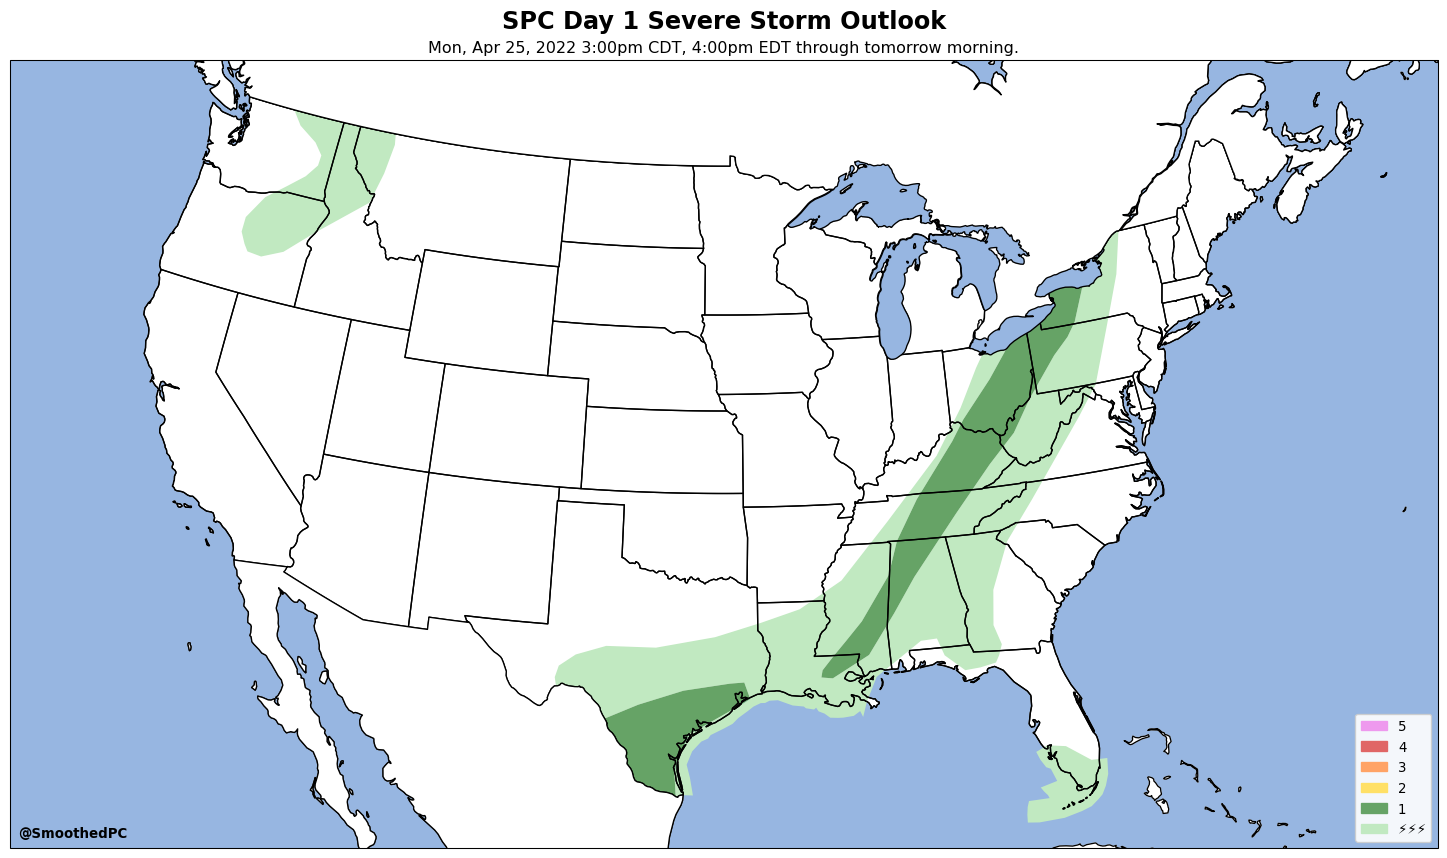 SPC Day 1 Severe Storm Outlook
Mon, Apr 25, 2022 3:00pm CDT, 4:00pm EDT through tomorrow morning.
5
4
3
2
1
⚡⚡⚡
@SmoothedPC